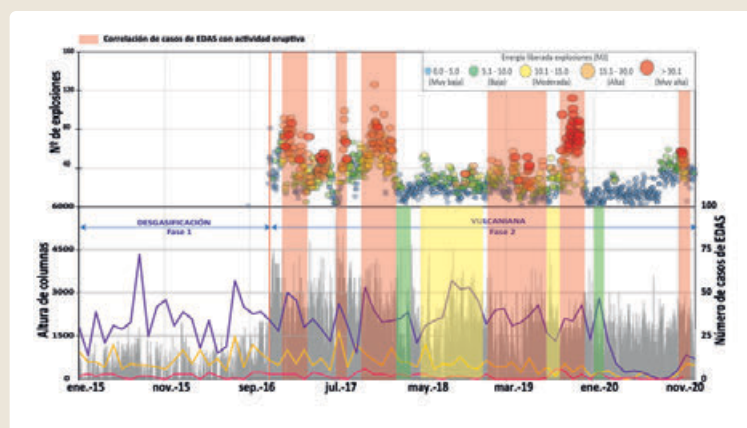 Correlación de casos de EDAS con actividad eruptiva
Energía liberada explosiones (MJ)
0.0 - 5.0 5.1 - 10.0 10.1 - 15.0 15.1 - 30.0 > 30.1
(Muy baja) (Baja) (Moderada) (Alta) (Muy alta)
Nº de explosiones
160
120
80
40
DESGASIFICACIÓN
Fase 1
VULCANIANA
Fase 2
Altura de columnas
6000
4500
3000
1500
0
Número de casos de EDAS
100
75
50
25
0
ene.-15 nov.-15 sep.-16 jul.-17 may.-18 mar.-19 ene.-20 nov.-20